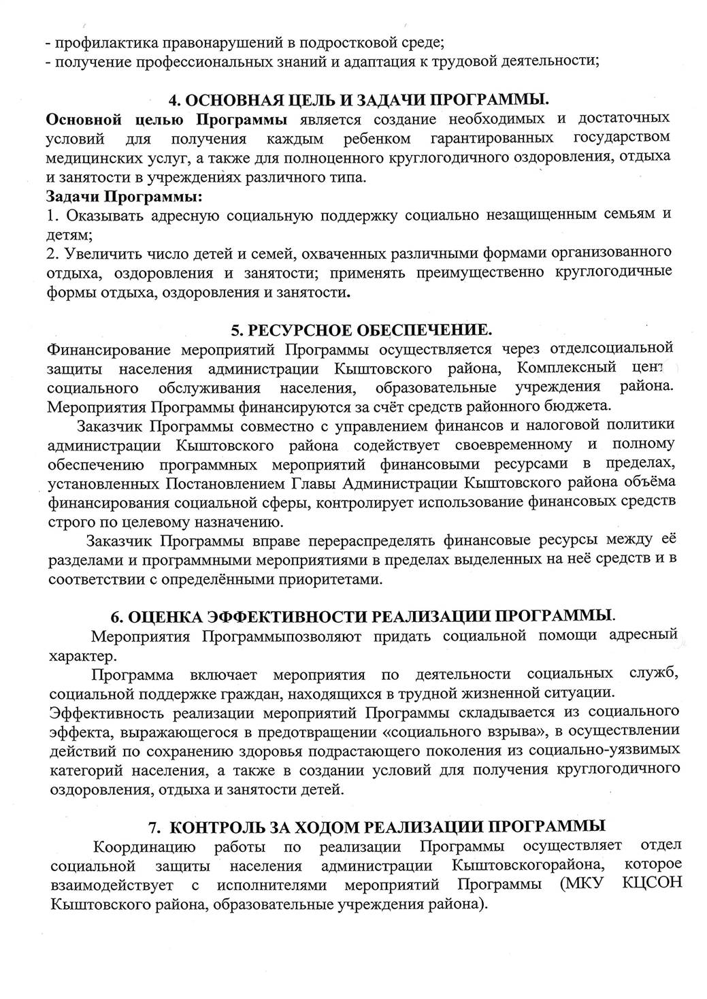 - профилактика правонарушений в подростковой среде;
- получение профессиональных знаний и адаптация к трудовой деятельности;
4. ОСНОВНАЯ ЦЕЛЬ И ЗАДАЧИ ПРОГРАММЫ.
Основной целью Программы является создание необходимых и достаточных
условий для получения каждым ребенком гарантированных государством
медицинских услуг, а также для полноценного круглогодичного оздоровления, отдыха
и занятости в учреждениях различного типа.
Задачи Программы:
1. Оказывать адресную социальную поддержку социально незащищенным семьям и
детям;
2. Увеличить число детей и семей, охваченных различными формами организованного
отдыха, оздоровления и занятости; применять преимущественно круглогодичные
формы отдыха, оздоровления и занятости.
5. РЕСУРСНОЕ ОБЕСПЕЧЕНИЕ.
Финансирование мероприятий Программы осуществляется через отделсоциальной
защиты населения администрации Кыштовского района, Комплексный цент
социального обслуживания населения, образовательные учреждения района.
Мероприятия Программы финансируются за счёт средств районного бюджета.
Заказчик Программы совместно с управлением финансов и налоговой политики
администрации Кыштовского района содействует своевременному и полному
обеспечению программных мероприятий финансовыми ресурсами в пределах,
установленных Постановлением Главы Администрации Кыштовского района объёма
финансирования социальной сферы, контролирует использование финансовых средств
строго по целевому назначению.
Заказчик Программы вправе перераспределять финансовые ресурсы между её
разделами и программными мероприятиями в пределах выделенных на неё средств и в
соответствии с определёнными приоритетами.
6. ОЦЕНКА ЭФФЕКТИВНОСТИ РЕАЛИЗАЦИИ ПРОГРАММЫ.
Мероприятия Программыпозволяют придать социальной помощи адресный
характер.
Программа включает мероприятия по деятельности социальных служб,
социальной поддержке граждан, находящихся в трудной жизненной ситуации.
Эффективность реализации мероприятий Программы складывается из социального
эффекта, выражающегося в предотвращении «социального взрыва», в осуществлении
действий по сохранению здоровья подрастающего поколения из социально-уязвимых
категорий населения, а также в создании условий для получения круглогодичного
оздоровления, отдыха и занятости детей.
7. КОНТРОЛЬ ЗА ХОДОМ РЕАЛИЗАЦИИ ПРОГРАММЫ
Координацию работы по реализации Программы осуществляет отдел
социальной защиты населения администрации Кыштовскогорайона, которое
взаимодействует с исполнителями мероприятий Программы (МКУ КЦСОН
Кыштовского района, образовательные учреждения района).